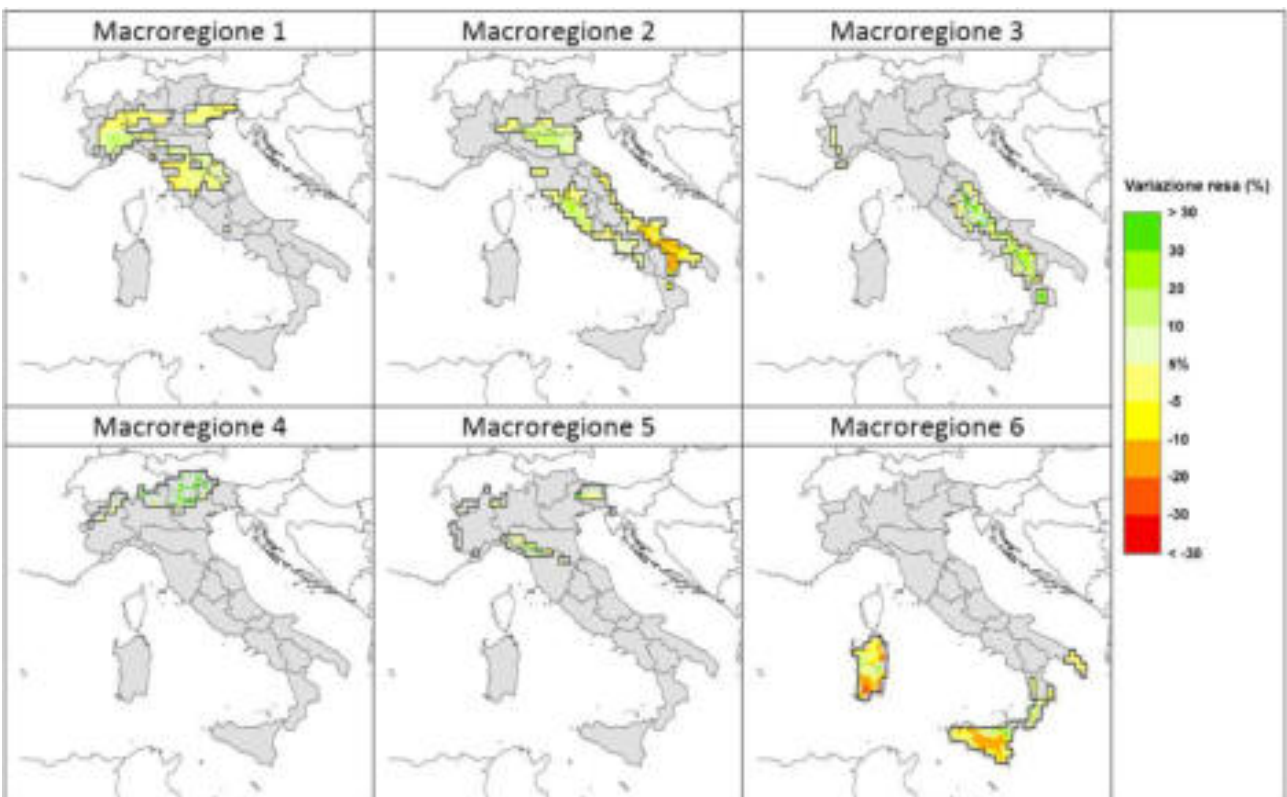 Macroregione 1
Macroregione 2
Macroregione 3
Variazione resa (%)
> 30
30
20
10
5%
-5
-10
-20
-30
< -30
Macroregione 4
Macroregione 5
Macroregione 6